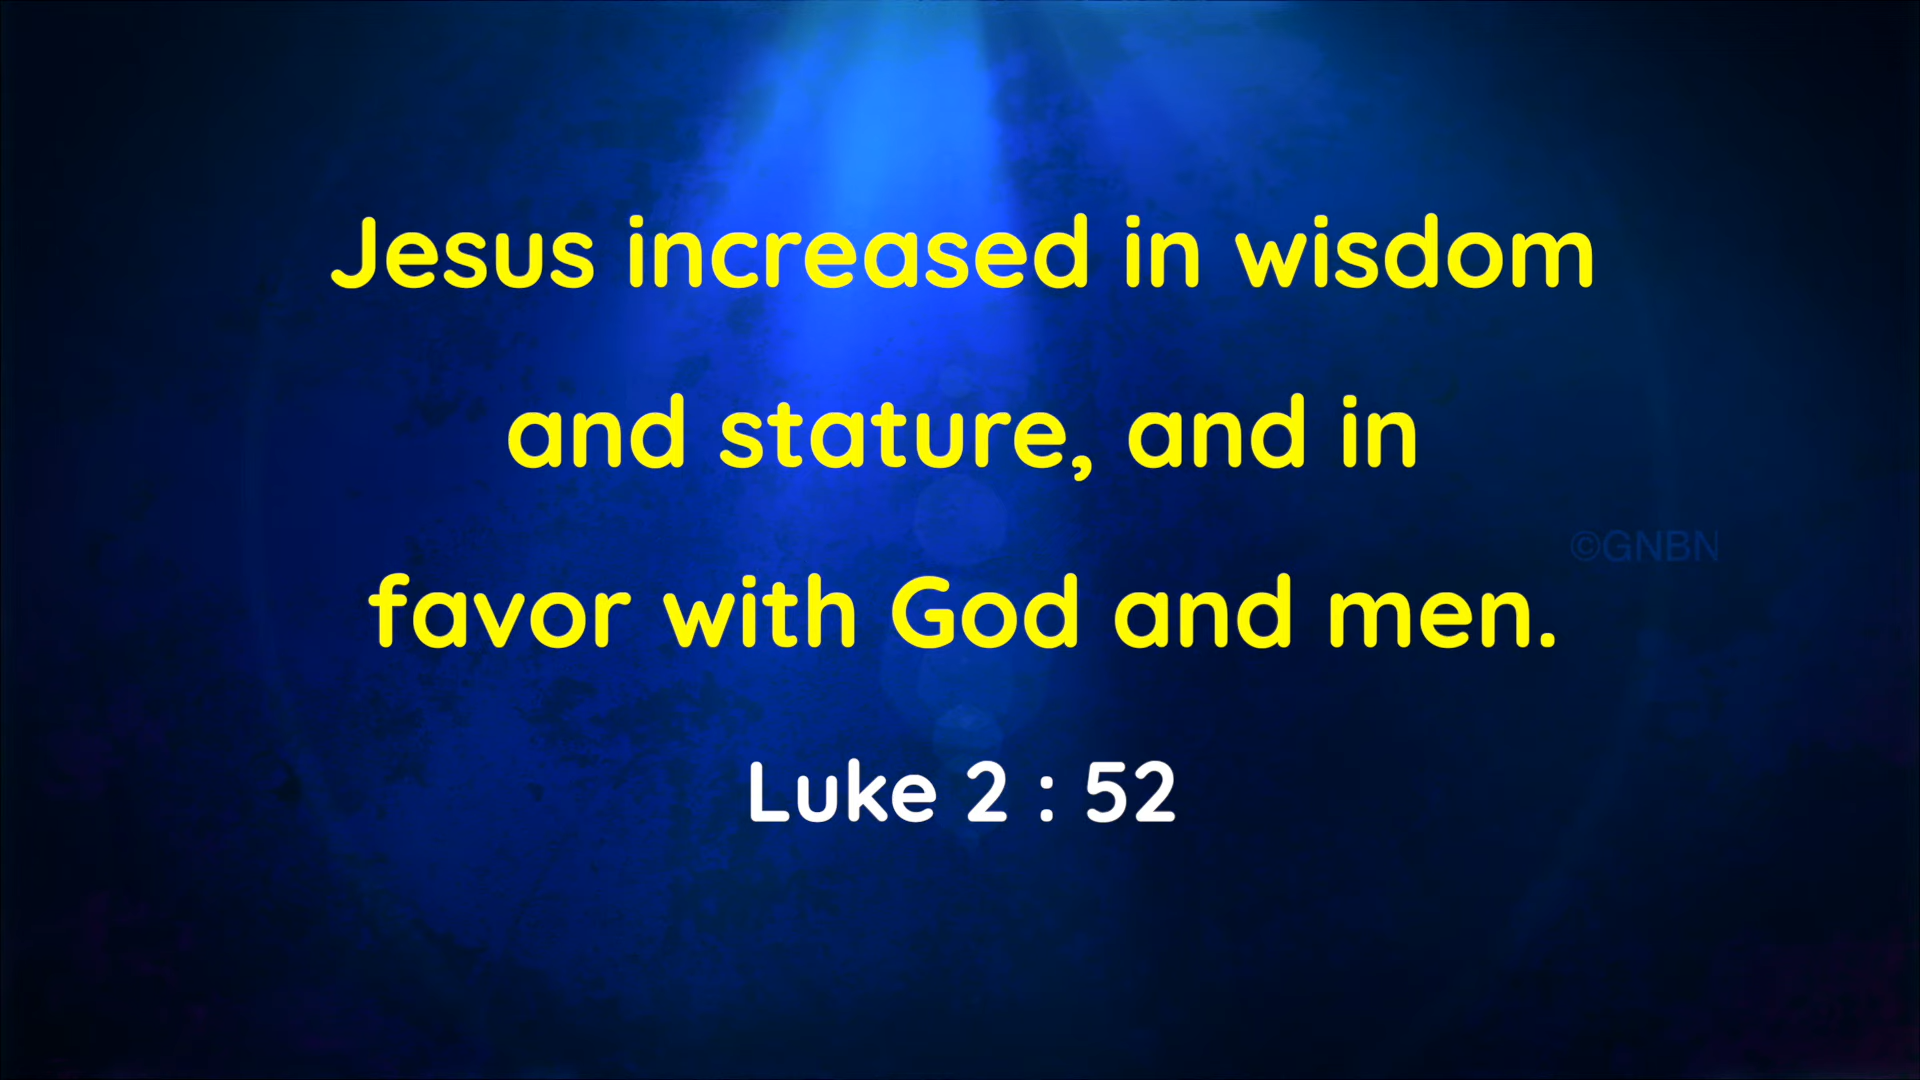 Jesus increased in wisdom
and stature, and in
©GNBN
favor with God and men.
Luke 2 : 52